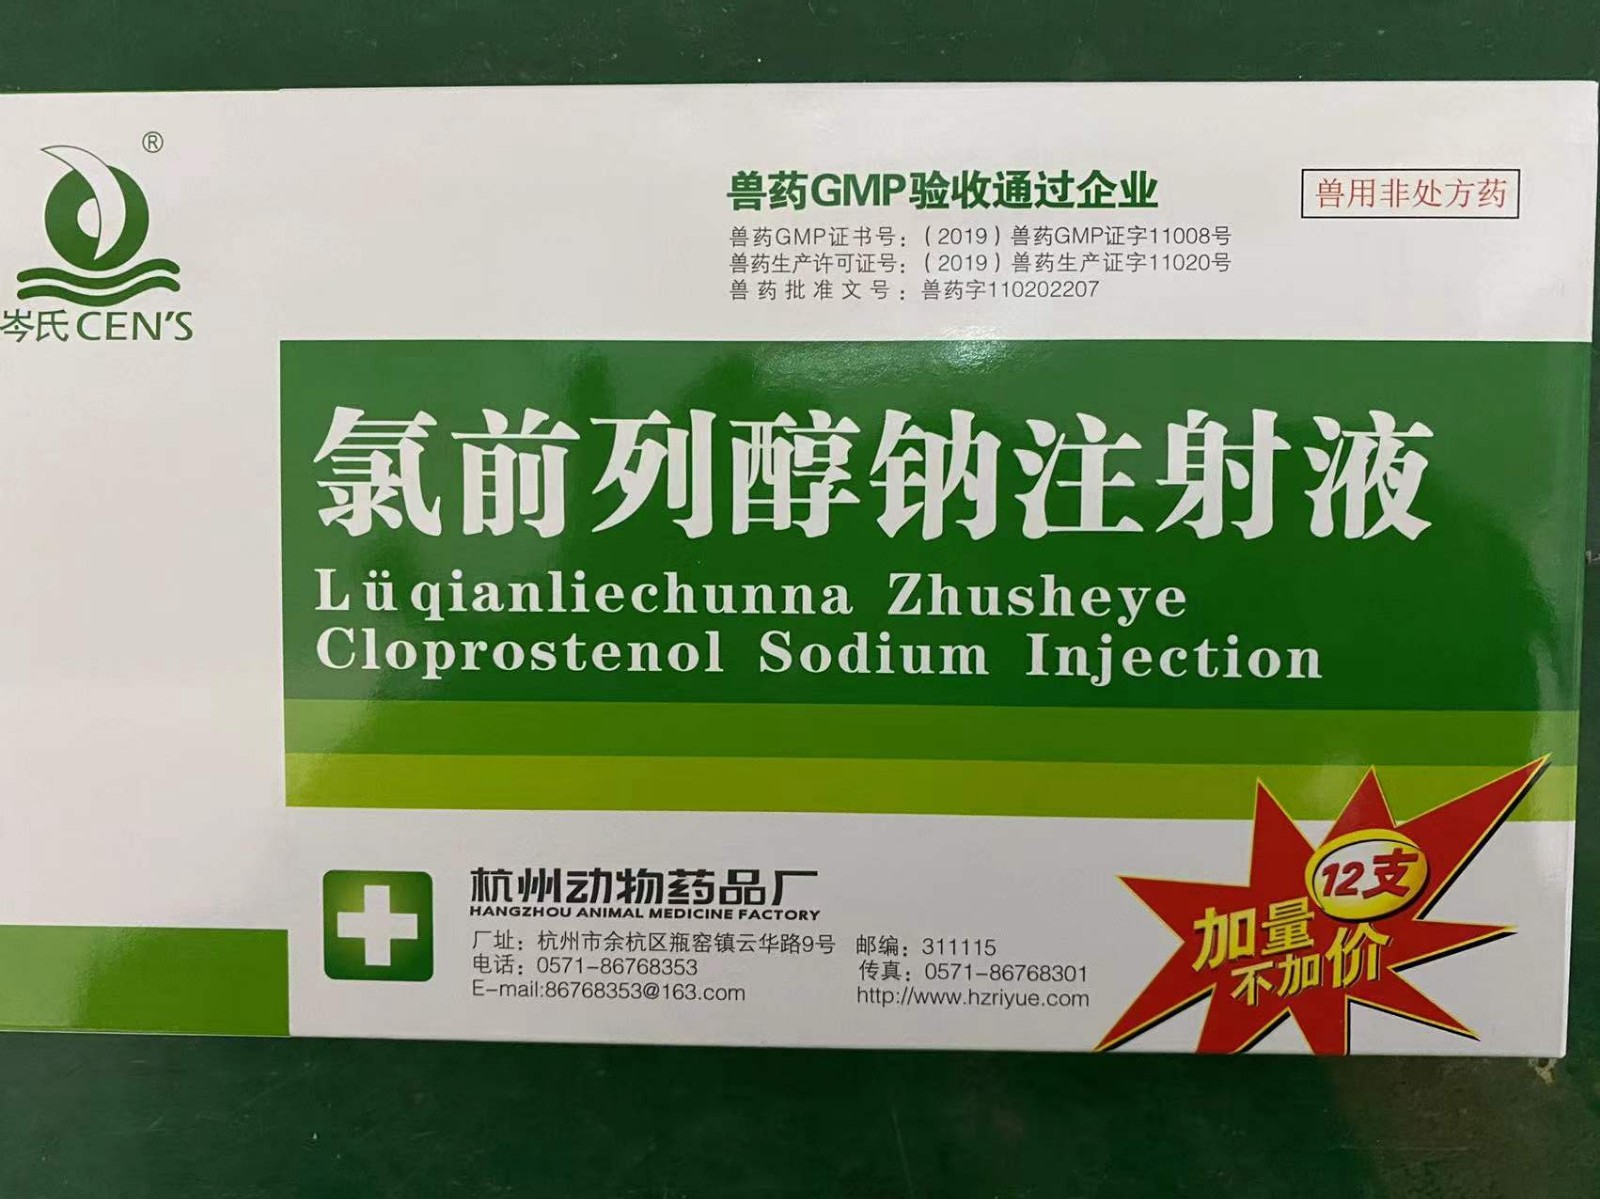 ®
岑氏CEN'S
兽药GMP验收通过企业
兽用非处方药
兽药GMP证书号:(2019)兽药GMP证字11008号
兽药生产许可证号:(2019)兽药生产证字11020号
兽药批准文号:兽药字110202207
氯前列醇钠注射液
Lüqianliechunna Zhusheye
Cloprostenol Sodium Injection
杭州动物药品厂
HANGZHOU ANIMAL MEDICINE FACTORY
厂址:杭州市余杭区瓶窑镇云华路9号 邮编:311115
电话:0571-86768353 传真:0571-86768301
E-mail:86768353@163.com http://www.hzriyue.com
12支
加量
不加价